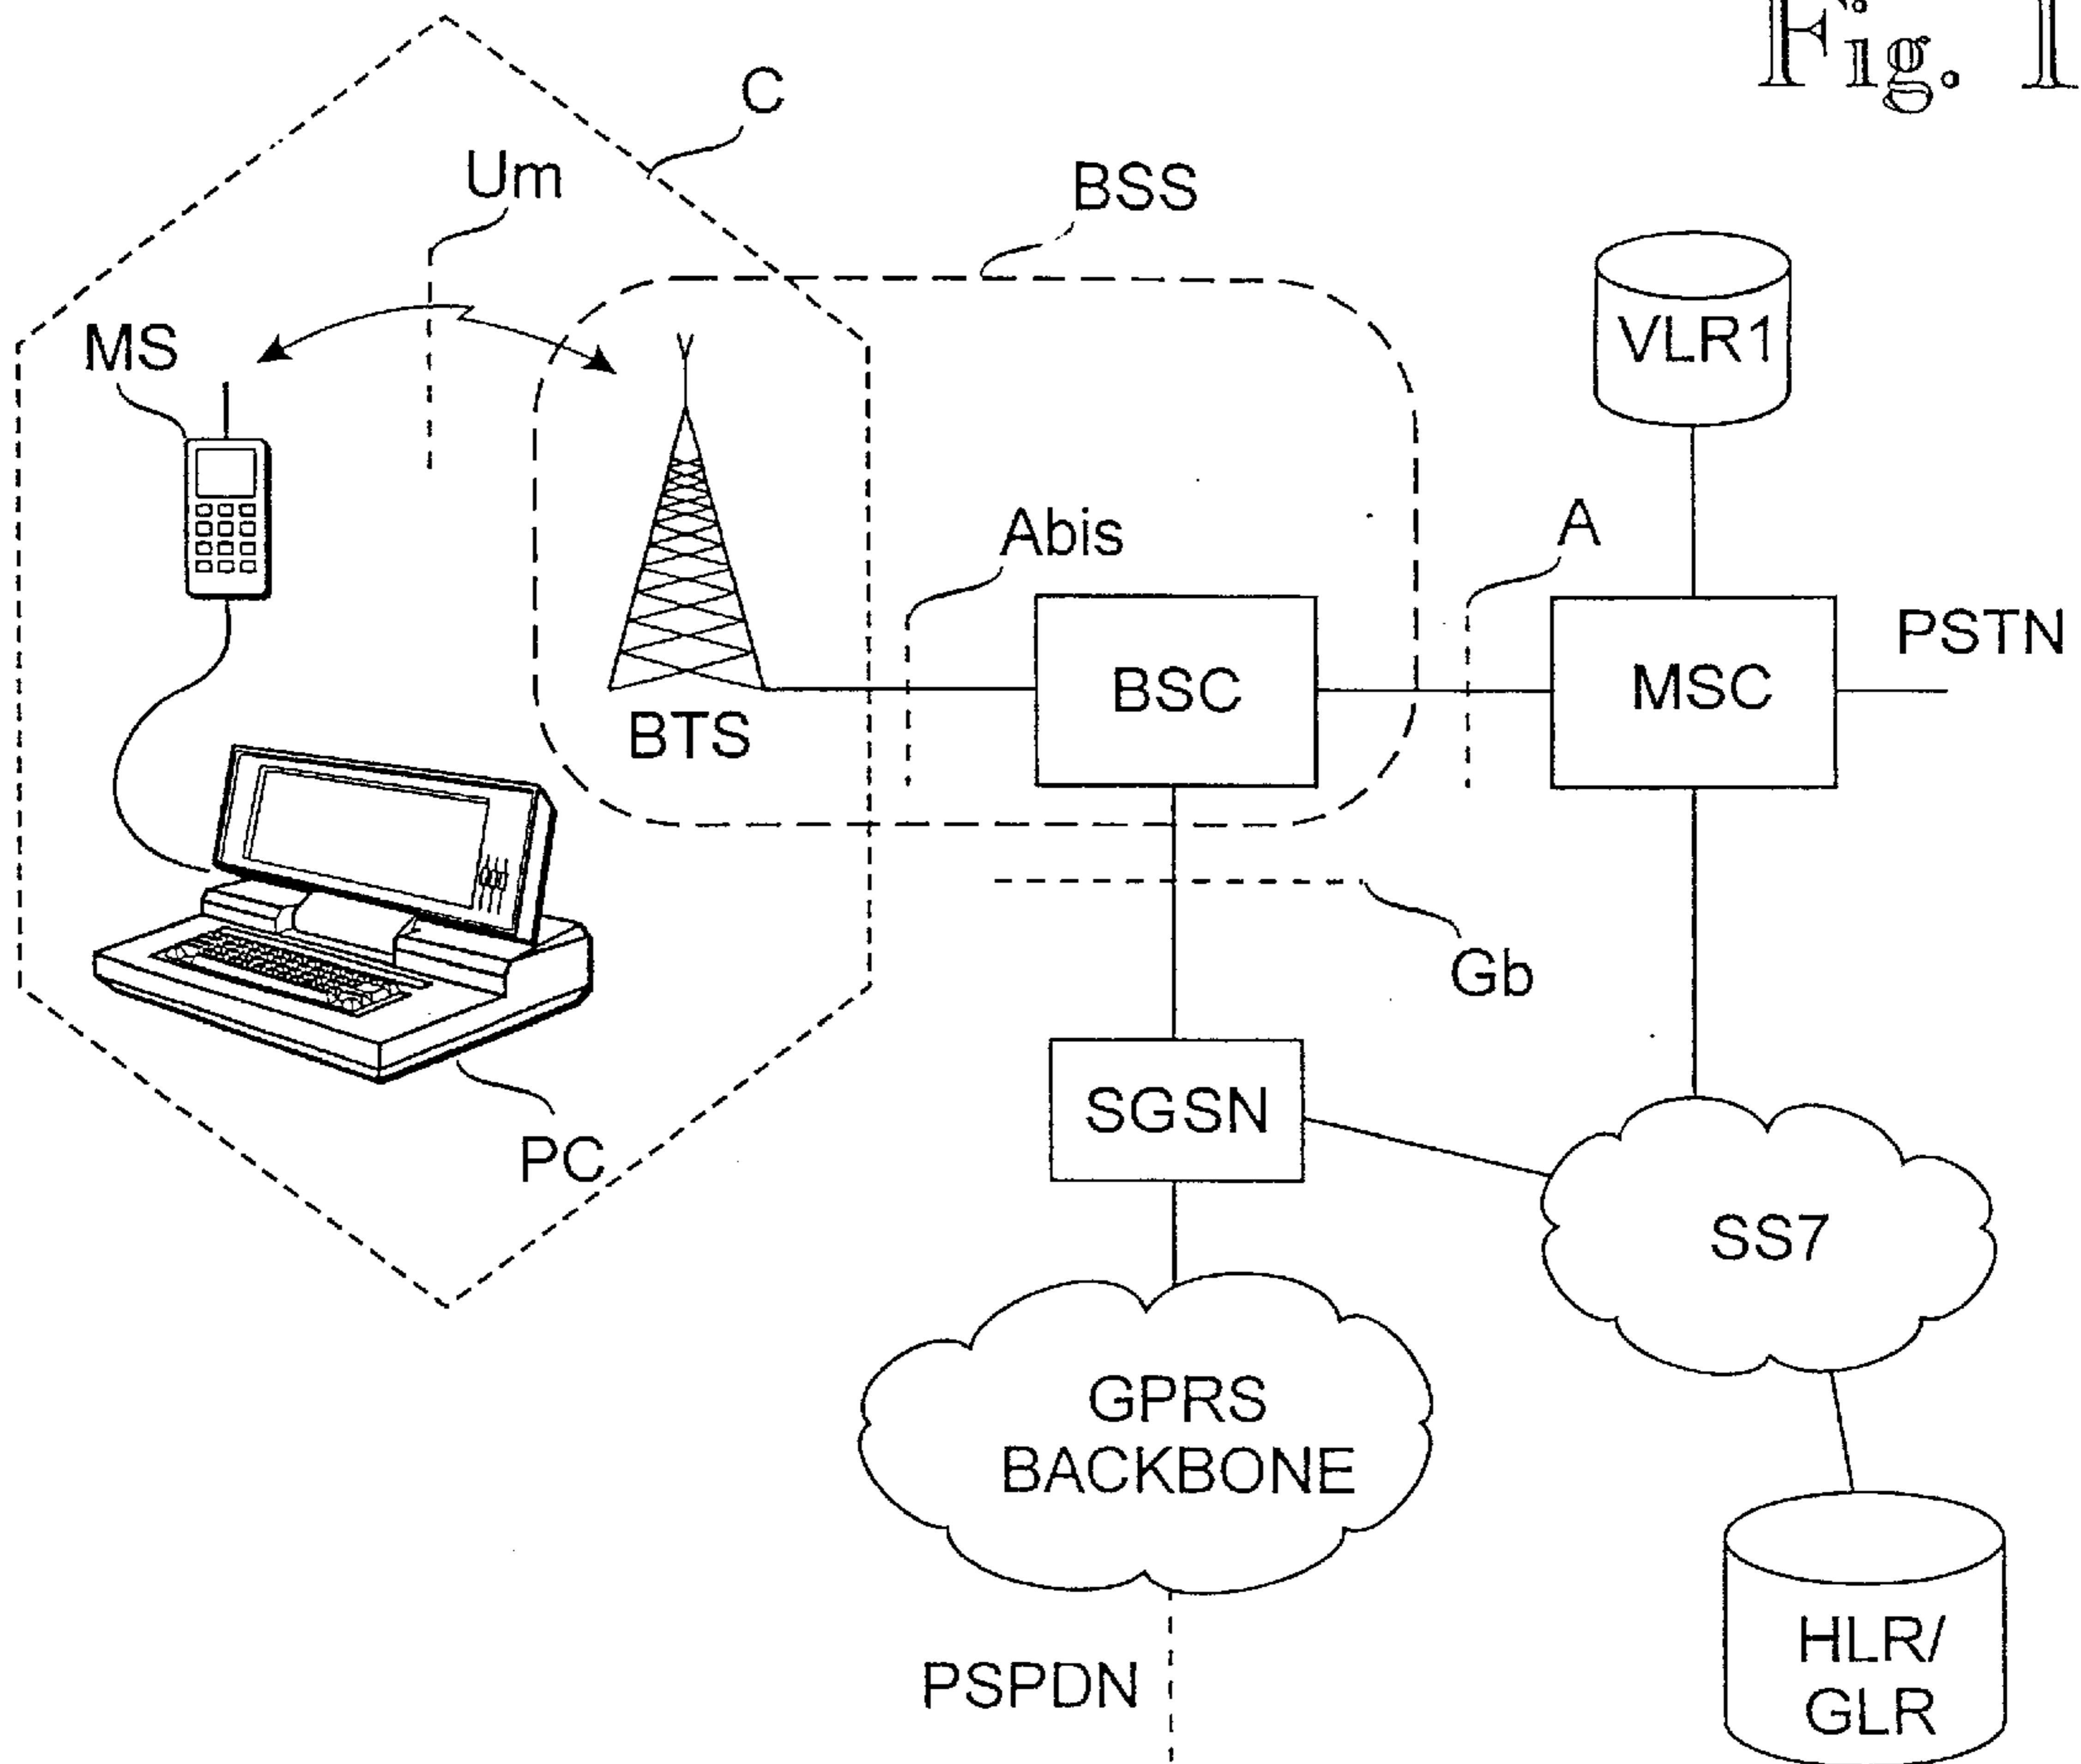 Fig. 1
C
Um
BSS
MS
VLR1
Abis
A
PSTN
BSC
MSC
BTS
Gb
SGSN
PC
SS7
GPRS
BACKBONE
HLR/
GLR
PSPDN